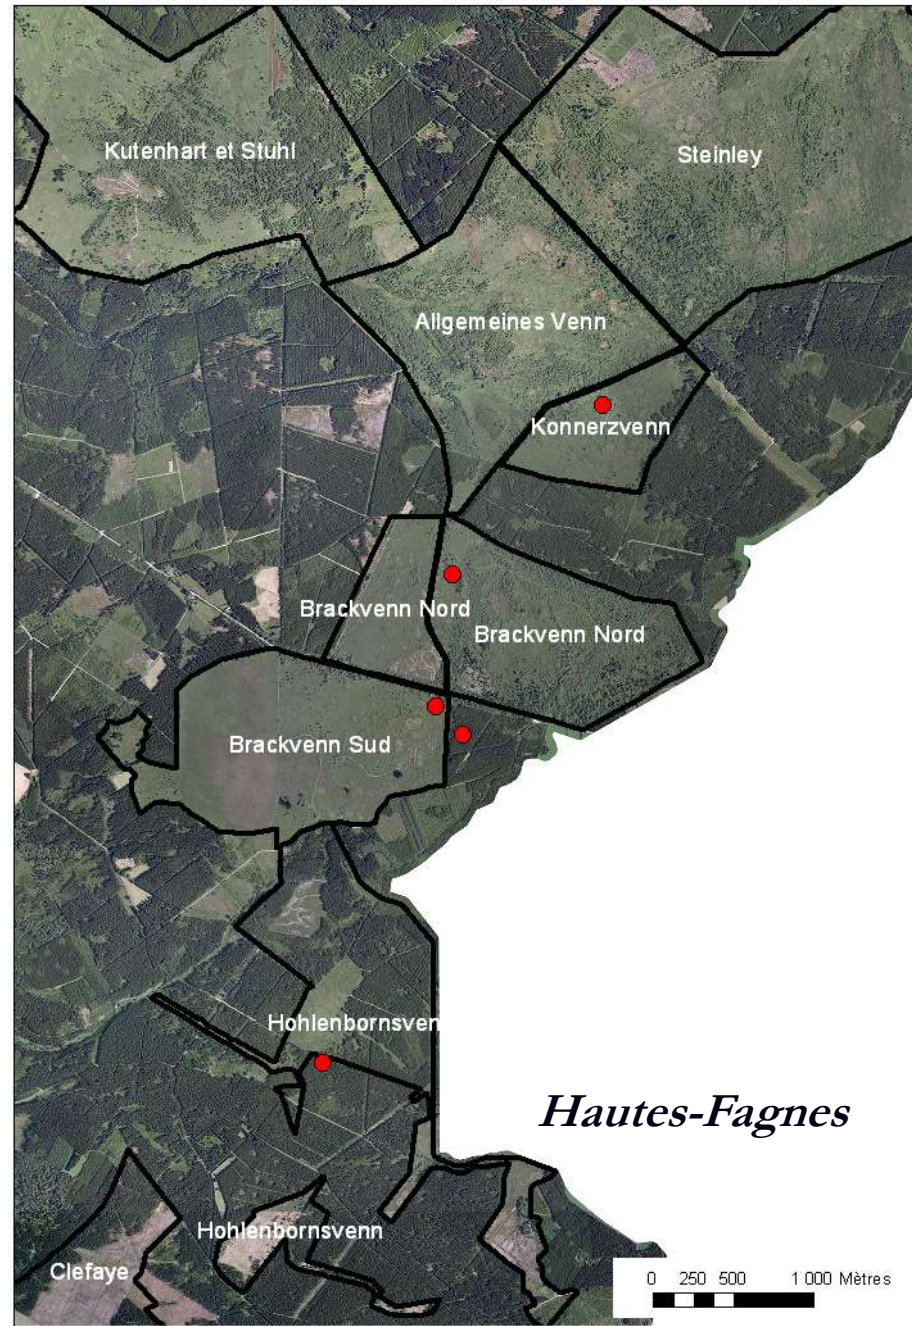 Kutenhart et Stuhl
Steinley
Allgemeines Venn
Konnerzvenn
Brackvenn Nord
Brackvenn Nord
Brackvenn Sud
Hohlenbornsven
Hautes-Fagnes
Hohlenbornsvenn
Clefaye
0 250 500 1 000 Mètres